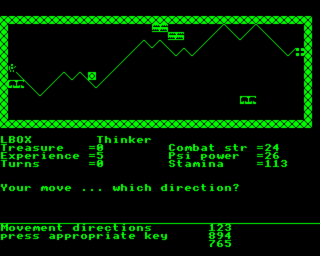 LBOX Thinker
Treasure =0 Combat str =24
Experience =5 Psi power =26
Turns =0 Stamina =113
Your move ... which direction?
Movement directions 123
press appropriate key 894
765